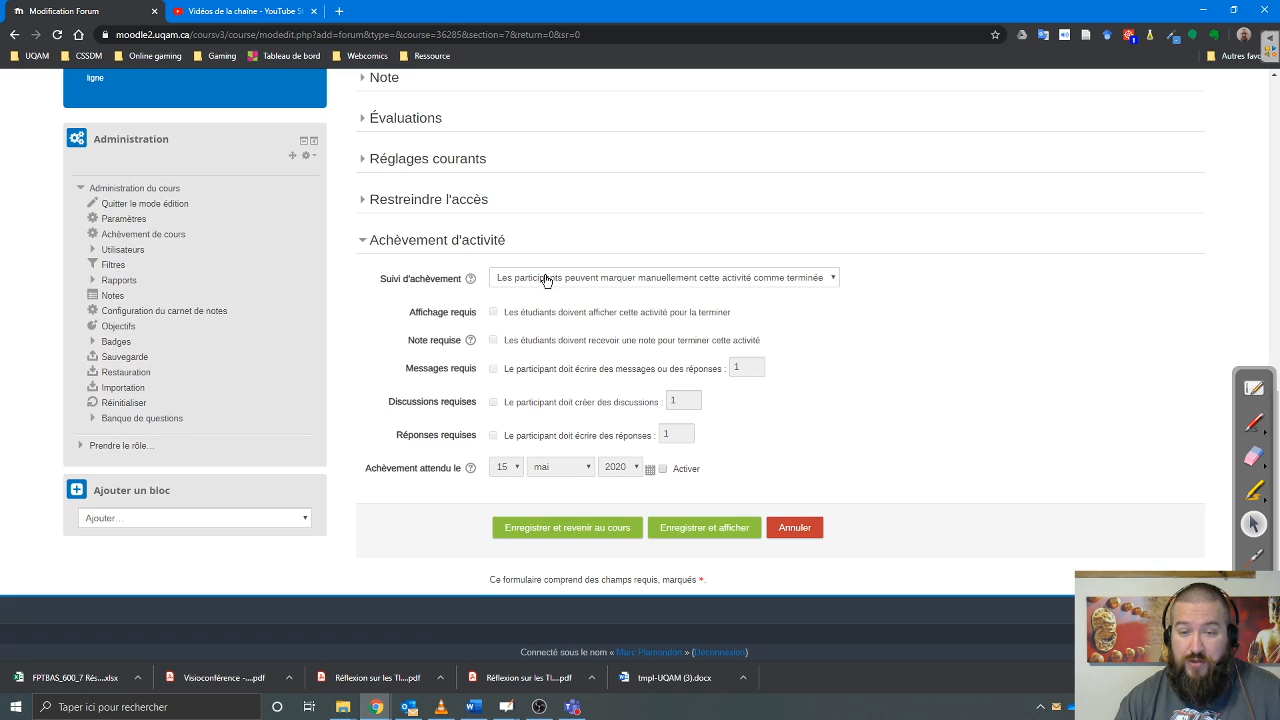 Modification Forum
Vidéos de la chaîne - YouTube St
moodle2.uqam.ca/coursv3/course/modedit.php?add=forum&type=&course=36285&section=7&return=0&sr=0
UQAM
CSSDM
Online gaming
Gaming
Tableau de bord
Webcomics
Ressource
Autres favo
ligne
Administration
Administration du cours
Quitter le mode édition
Paramètres
Achèvement de cours
Utilisateurs
Filtres
Rapports
Notes
Configuration du carnet de notes
Objectifs
Badges
Sauvegarde
Restauration
Importation
Réinitialiser
Banque de questions
Prendre le rôle…
Ajouter un bloc
Ajouter…
Note
Évaluations
Réglages courants
Restreindre l'accès
Achèvement d'activité
Suivi d'achèvement
Les participants peuvent marquer manuellement cette activité comme terminée
Affichage requis
Les étudiants doivent afficher cette activité pour la terminer
Note requise
Les étudiants doivent recevoir une note pour terminer cette activité
Messages requis
Le participant doit écrire des messages ou des réponses : 1
Discussions requises
Le participant doit créer des discussions : 1
Réponses requises
Le participant doit écrire des réponses : 1
Achèvement attendu le
15 mai 2020 Activer
Enregistrer et revenir au cours
Enregistrer et afficher
Annuler
Ce formulaire comprend des champs requis, marqués *.
Connecté sous le nom « Marc Plamondon » (Déconnexion)
PTBAS_600_7 Rés....xlsx
Visioconférence -....pdf
Réflexion sur les TI....pdf
Réflexion sur les TI....pdf
tmpl-UQAM (3).docx
Taper ici pour rechercher